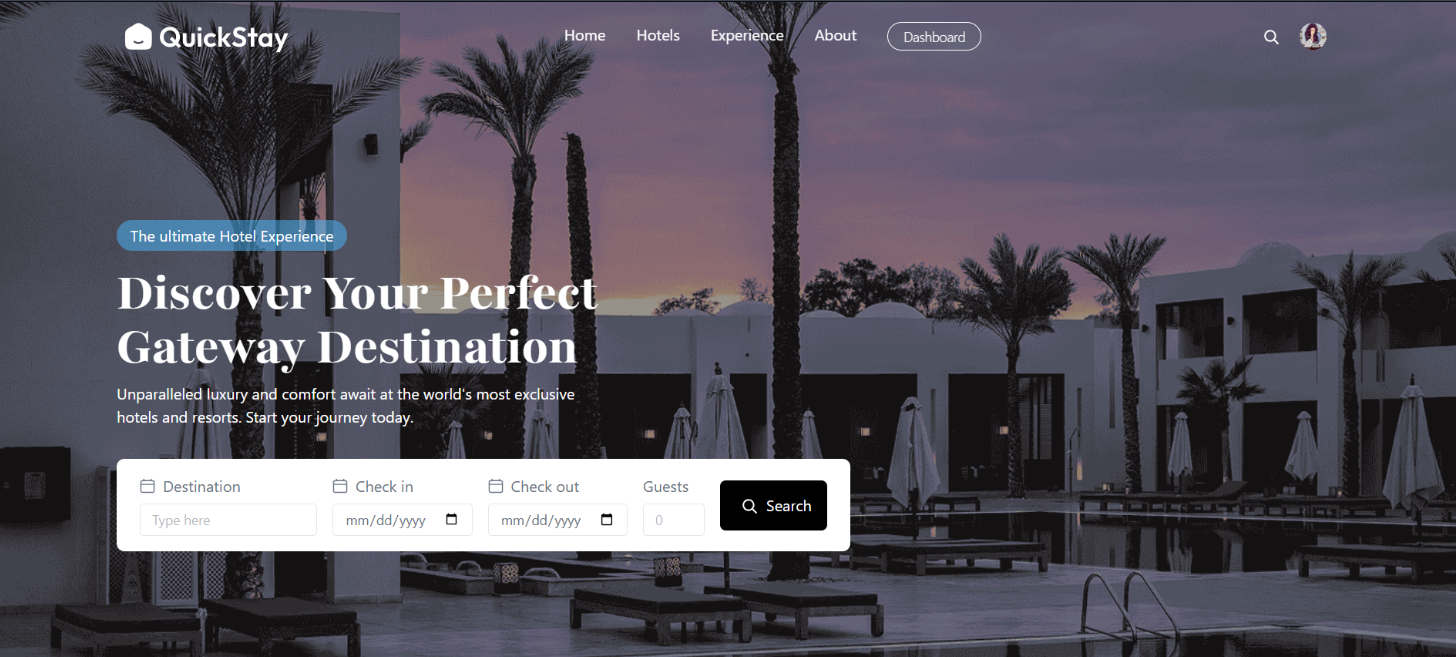 QuickStay
Home Hotels Experience About Dashboard
The ultimate Hotel Experience
Discover Your Perfect
Gateway Destination
Unparalleled luxury and comfort await at the world's most exclusive
hotels and resorts. Start your journey today.
Destination Check in Check out Guests
Type here mm/dd/yyyy mm/dd/yyyy 0 Search